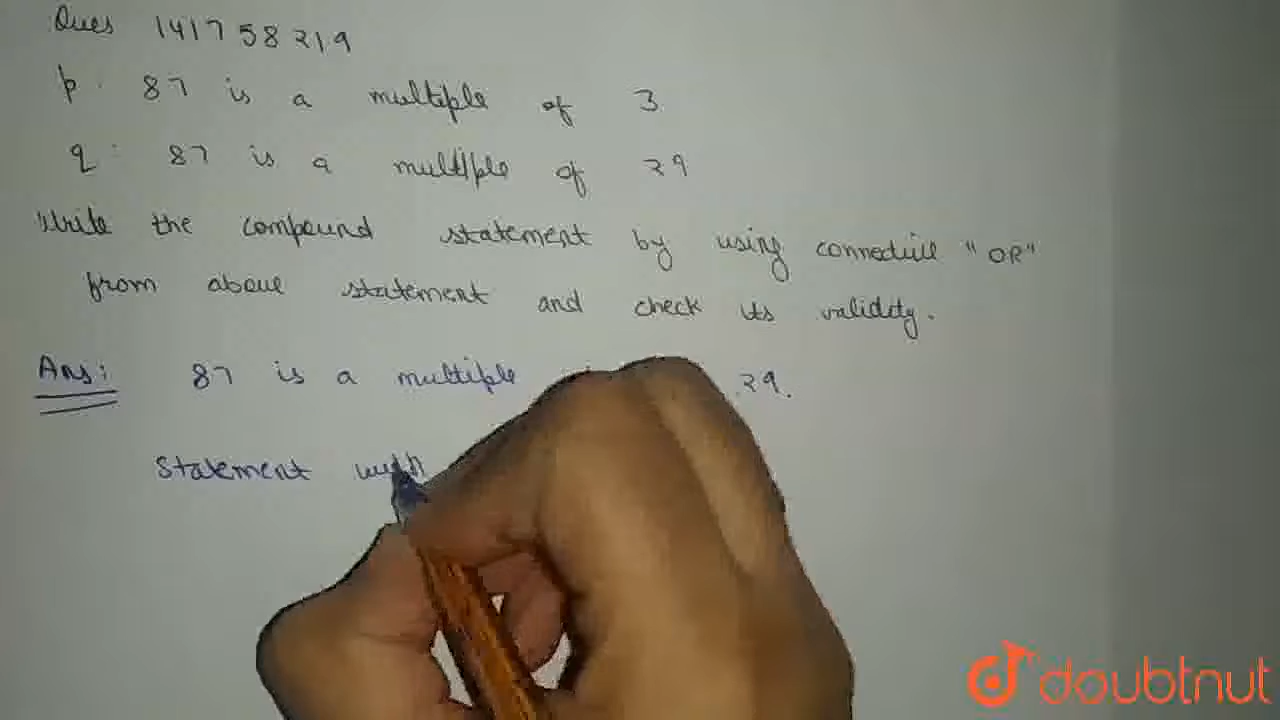 Ques 141758219
p: 87 is a multiple of 3
q: 87 is a multiple of 29
Write the compound statement by using connective "OR"
from above statement and check its validity.
Ans: 87 is a multiple 29.
Statement with
doubtnut